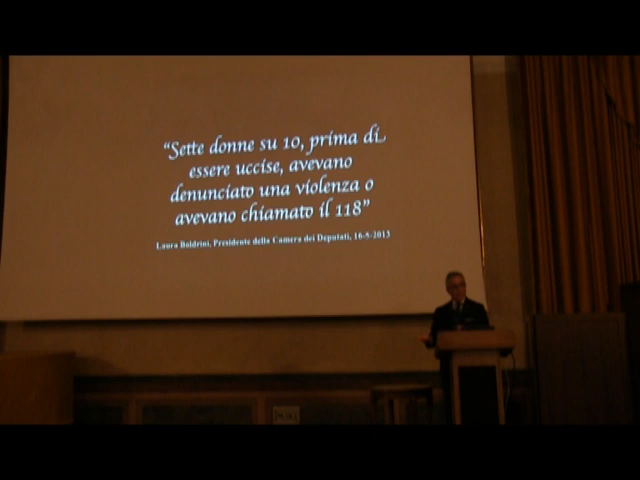 “Sette donne su 10, prima di
essere uccise, avevano
denunciato una violenza o
avevano chiamato il 118”
Laura Boldrini, Presidente della Camera dei Deputati, 16-5-2013